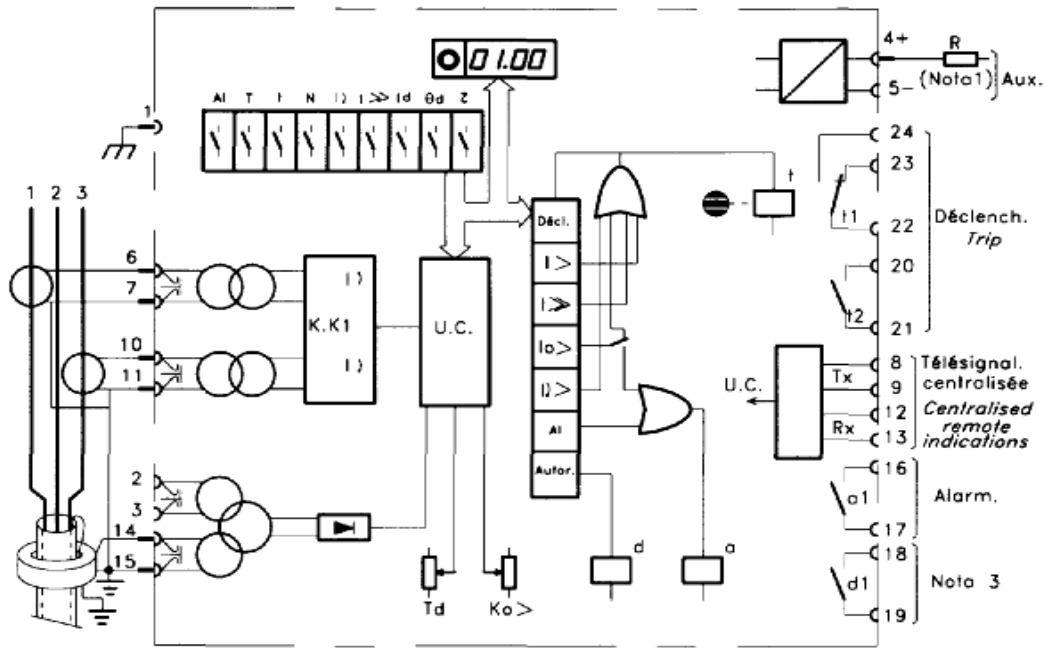 01.00
4+
R
(Nota1)
Aux.
5-
AI T t N I) I≫ Id θd Z
1
24
23
t
1 2 3
t1
22
Déclench.
Trip
Décl.
6
I>
20
7
I)
K.K1
U.C.
I≫
t2
21
10
Io>
8
Télésignal.
11
I)
U.C.
Tx
9
centralisée
I)>
12
Centralised
AI
Rx
13
remote
indications
Autor.
16
2
a1
Alarm.
3
17
14
d
a
18
15
d1
Nota 3
Td
Ko>
19